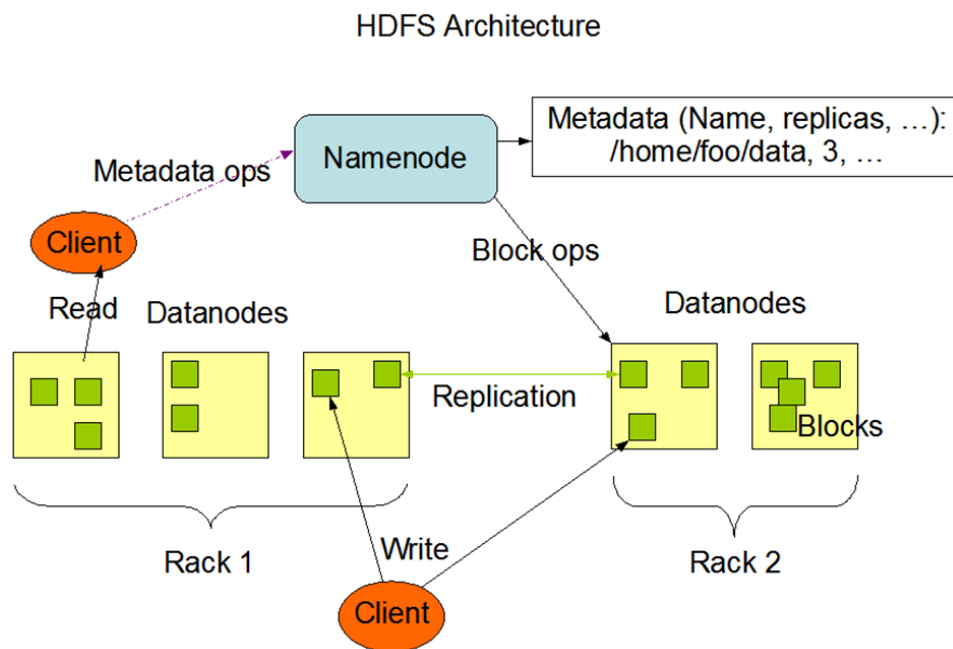 HDFS Architecture
Metadata (Name, replicas, …):
/home/foo/data, 3, …
Namenode
Metadata ops
Client
Block ops
Read
Datanodes
Datanodes
Replication
Blocks
Rack 1
Write
Rack 2
Client